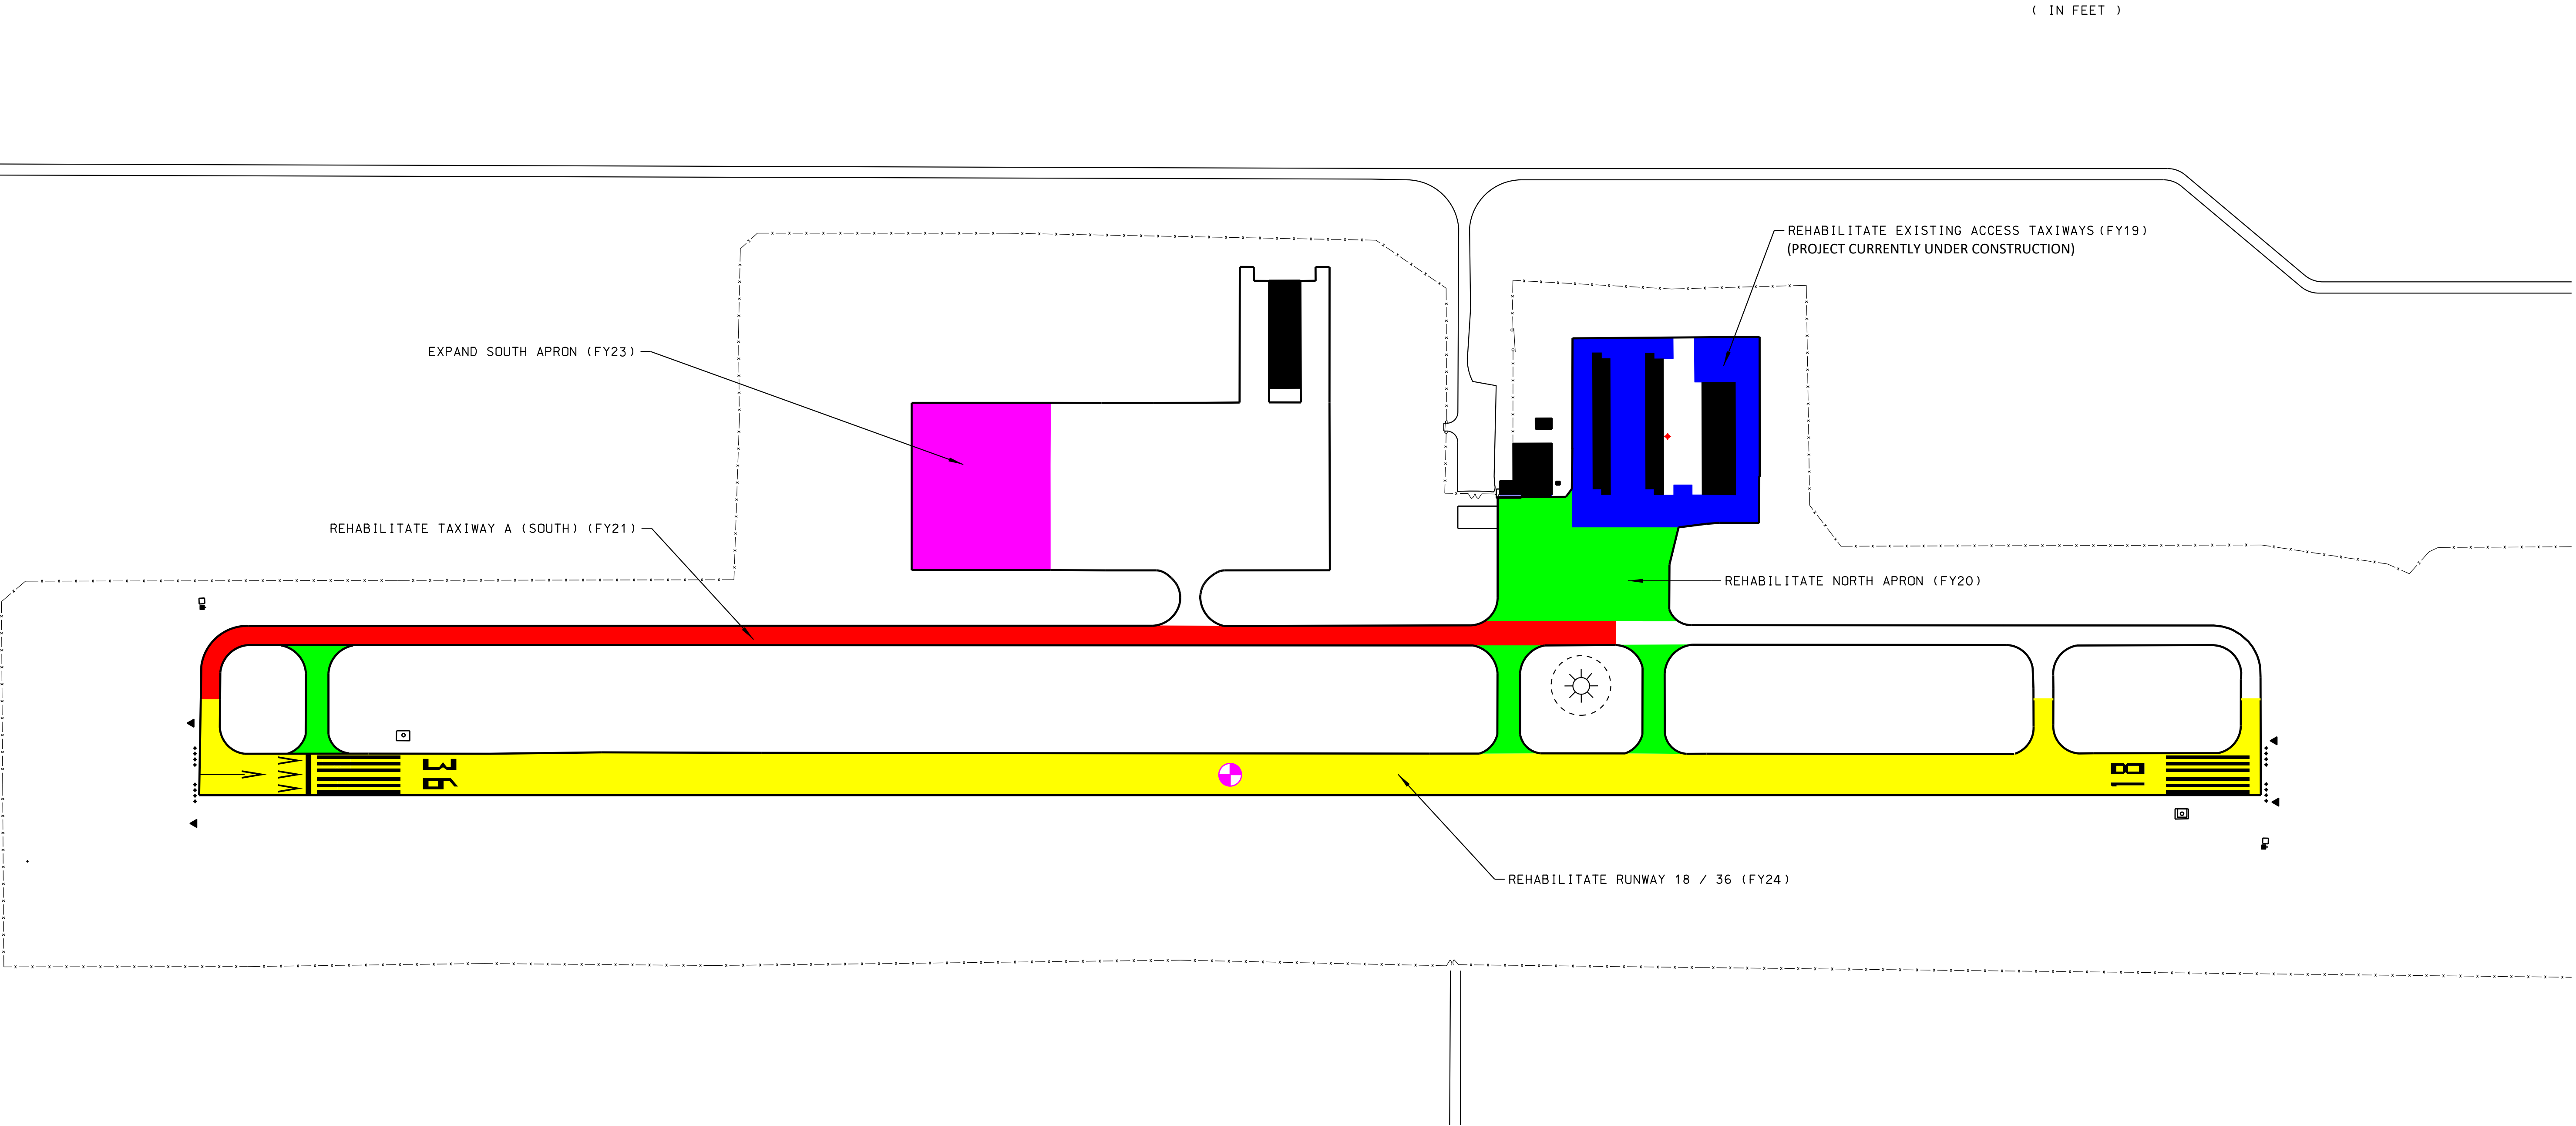 ( IN FEET )
REHABILITATE EXISTING ACCESS TAXIWAYS (FY19)
(PROJECT CURRENTLY UNDER CONSTRUCTION)
EXPAND SOUTH APRON (FY23)
REHABILITATE TAXIWAY A (SOUTH) (FY21)
REHABILITATE NORTH APRON (FY20)
36
18
REHABILITATE RUNWAY 18 / 36 (FY24)